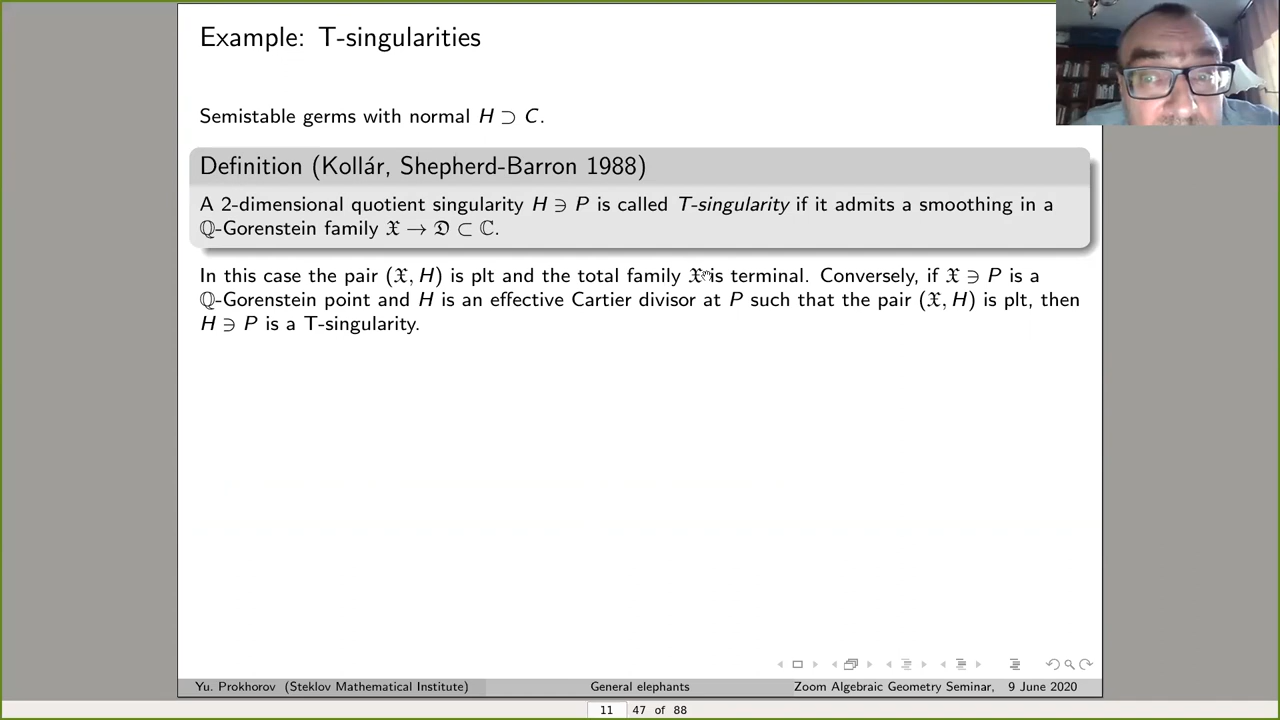 Example: T-singularities
Semistable germs with normal H ⊃ C.
Definition (Kollár, Shepherd-Barron 1988)
A 2-dimensional quotient singularity H ∋ P is called T-singularity if it admits a smoothing in a
ℚ-Gorenstein family 𝔛 → 𝔇 ⊂ ℂ.
In this case the pair (𝔛, H) is plt and the total family 𝔛 is terminal. Conversely, if 𝔛 ∋ P is a
ℚ-Gorenstein point and H is an effective Cartier divisor at P such that the pair (𝔛, H) is plt, then
H ∋ P is a T-singularity.
Yu. Prokhorov (Steklov Mathematical Institute) General elephants Zoom Algebraic Geometry Seminar, 9 June 2020
11 47 of 88